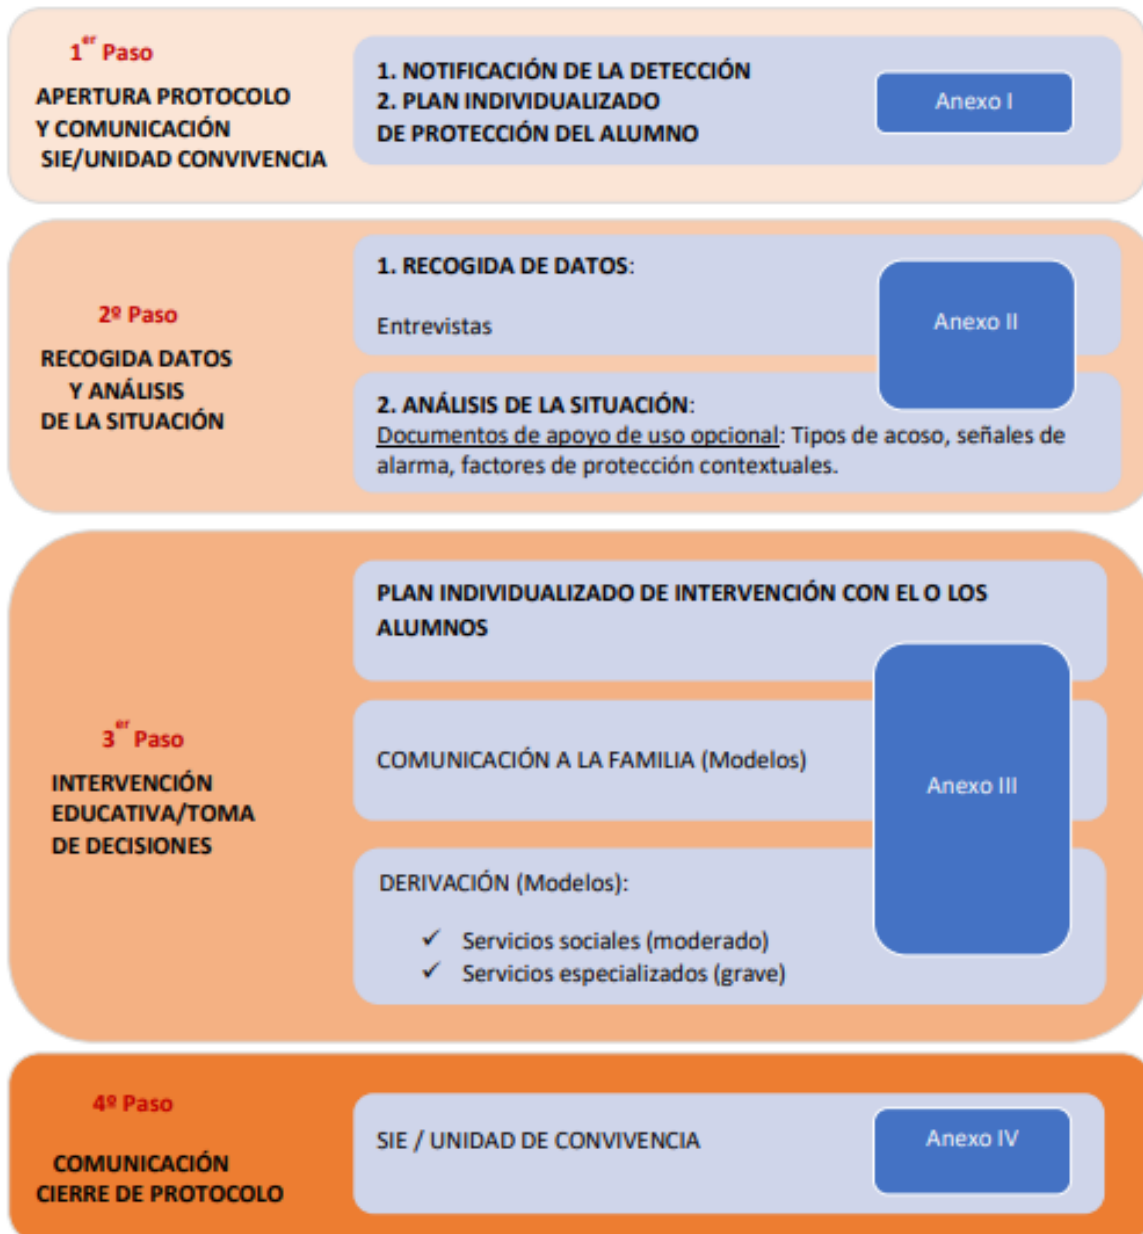 1er Paso
APERTURA PROTOCOLO
Y COMUNICACIÓN
SIE/UNIDAD CONVIVENCIA
1. NOTIFICACIÓN DE LA DETECCIÓN
2. PLAN INDIVIDUALIZADO
DE PROTECCIÓN DEL ALUMNO
Anexo I
2º Paso
RECOGIDA DATOS
Y ANÁLISIS
DE LA SITUACIÓN
1. RECOGIDA DE DATOS:
Entrevistas
Anexo II
2. ANÁLISIS DE LA SITUACIÓN:
Documentos de apoyo de uso opcional: Tipos de acoso, señales de
alarma, factores de protección contextuales.
3er Paso
INTERVENCIÓN
EDUCATIVA/TOMA
DE DECISIONES
PLAN INDIVIDUALIZADO DE INTERVENCIÓN CON EL O LOS
ALUMNOS
COMUNICACIÓN A LA FAMILIA (Modelos)
Anexo III
DERIVACIÓN (Modelos):
✓ Servicios sociales (moderado)
✓ Servicios especializados (grave)
4º Paso
COMUNICACIÓN
CIERRE DE PROTOCOLO
SIE / UNIDAD DE CONVIVENCIA
Anexo IV